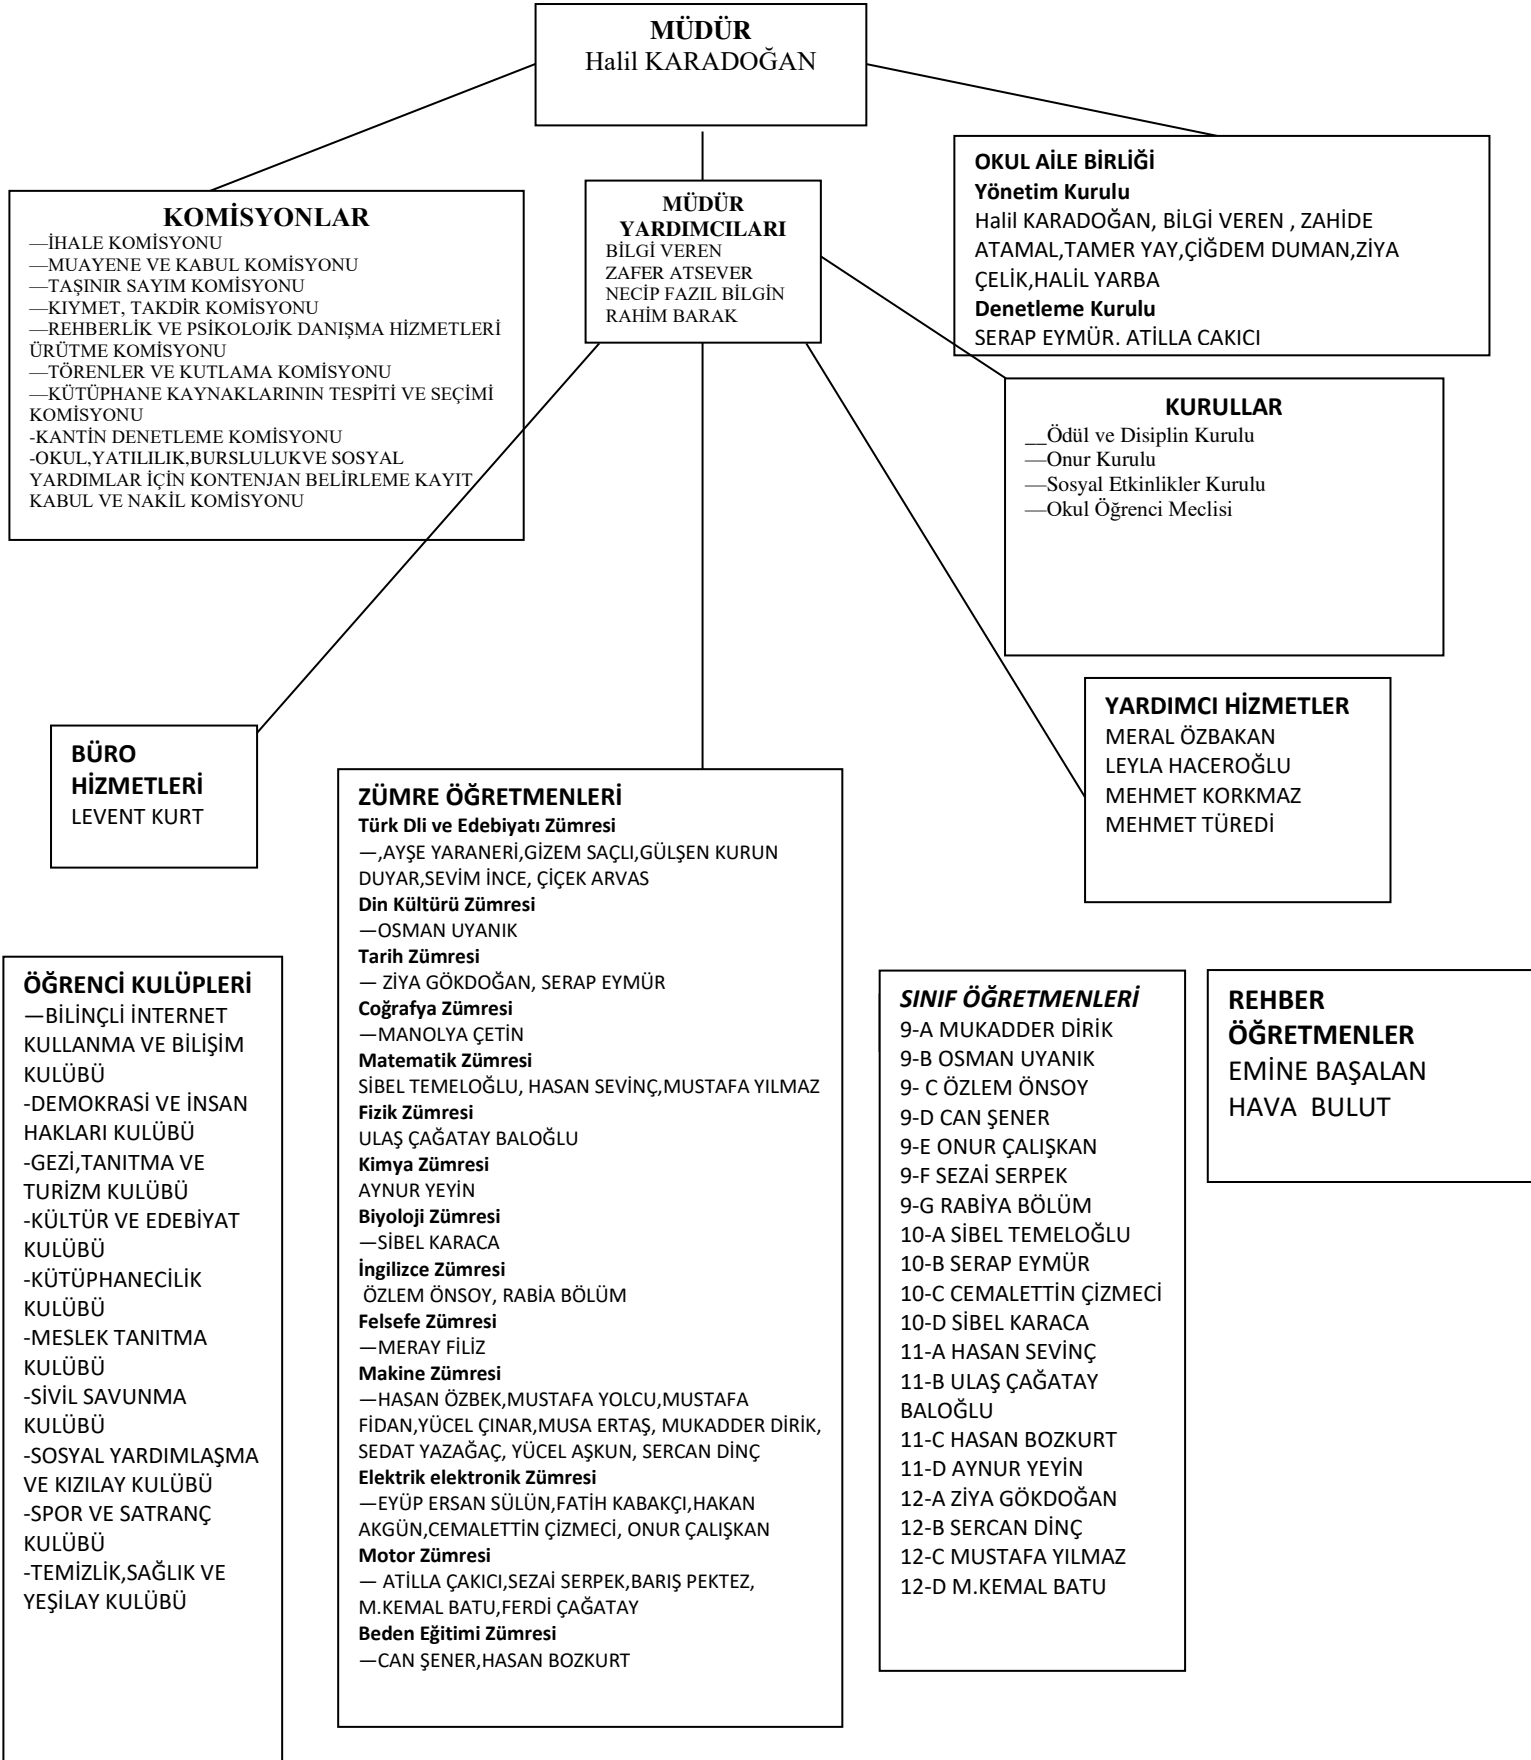 MÜDÜR
Halil KARADOĞAN
KOMİSYONLAR
—İHALE KOMİSYONU
—MUAYENE VE KABUL KOMİSYONU
—TAŞINIR SAYIM KOMİSYONU
—KIYMET, TAKDİR KOMİSYONU
—REHBERLİK VE PSİKOLOJİK DANIŞMA HİZMETLERİ
ÜRÜTME KOMİSYONU
—TÖRENLER VE KUTLAMA KOMİSYONU
—KÜTÜPHANE KAYNAKLARININ TESPİTİ VE SEÇİMİ
KOMİSYONU
-KANTİN DENETLEME KOMİSYONU
-OKUL,YATILILIK,BURSLULUKVE SOSYAL
YARDIMLAR İÇİN KONTENJAN BELİRLEME KAYIT
KABUL VE NAKİL KOMİSYONU
MÜDÜR
YARDIMCILARI
BİLGİ VEREN
ZAFER ATSEVER
NECİP FAZIL BİLGİN
RAHİM BARAK
OKUL AİLE BİRLİĞİ
Yönetim Kurulu
Halil KARADOĞAN, BİLGİ VEREN , ZAHİDE
ATAMAL,TAMER YAY,ÇİĞDEM DUMAN,ZİYA
ÇELİK,HALİL YARBA
Denetleme Kurulu
SERAP EYMÜR. ATİLLA CAKICI
KURULLAR
__Ödül ve Disiplin Kurulu
—Onur Kurulu
—Sosyal Etkinlikler Kurulu
—Okul Öğrenci Meclisi
YARDIMCI HİZMETLER
MERAL ÖZBAKAN
LEYLA HACEROĞLU
MEHMET KORKMAZ
MEHMET TÜREDİ
BÜRO
HİZMETLERİ
LEVENT KURT
ZÜMRE ÖĞRETMENLERİ
Türk Dli ve Edebiyatı Zümresi
—,AYŞE YARANERİ,GİZEM SAÇLI,GÜLŞEN KURUN
DUYAR,SEVİM İNCE, ÇİÇEK ARVAS
Din Kültürü Zümresi
—OSMAN UYANIK
Tarih Zümresi
— ZİYA GÖKDOĞAN, SERAP EYMÜR
Coğrafya Zümresi
—MANOLYA ÇETİN
Matematik Zümresi
SİBEL TEMELOĞLU, HASAN SEVİNÇ,MUSTAFA YILMAZ
Fizik Zümresi
ULAŞ ÇAĞATAY BALOĞLU
Kimya Zümresi
AYNUR YEYİN
Biyoloji Zümresi
—SİBEL KARACA
İngilizce Zümresi
ÖZLEM ÖNSOY, RABİA BÖLÜM
Felsefe Zümresi
—MERAY FİLİZ
Makine Zümresi
—HASAN ÖZBEK,MUSTAFA YOLCU,MUSTAFA
FİDAN,YÜCEL ÇINAR,MUSA ERTAŞ, MUKADDER DİRİK,
SEDAT YAZAĞAÇ, YÜCEL AŞKUN, SERCAN DİNÇ
Elektrik elektronik Zümresi
—EYÜP ERSAN SÜLÜN,FATİH KABAKÇI,HAKAN
AKGÜN,CEMALETTİN ÇİZMECİ, ONUR ÇALIŞKAN
Motor Zümresi
— ATİLLA ÇAKICI,SEZAİ SERPEK,BARIŞ PEKTEZ,
M.KEMAL BATU,FERDİ ÇAĞATAY
Beden Eğitimi Zümresi
—CAN ŞENER,HASAN BOZKURT
ÖĞRENCİ KULÜPLERİ
—BİLİNÇLİ İNTERNET
KULLANMA VE BİLİŞİM
KULÜBÜ
-DEMOKRASİ VE İNSAN
HAKLARI KULÜBÜ
-GEZİ,TANITMA VE
TURİZM KULÜBÜ
-KÜLTÜR VE EDEBİYAT
KULÜBÜ
-KÜTÜPHANECİLİK
KULÜBÜ
-MESLEK TANITMA
KULÜBÜ
-SİVİL SAVUNMA
KULÜBÜ
-SOSYAL YARDIMLAŞMA
VE KIZILAY KULÜBÜ
-SPOR VE SATRANÇ
KULÜBÜ
-TEMİZLİK,SAĞLIK VE
YEŞİLAY KULÜBÜ
SINIF ÖĞRETMENLERİ
9-A MUKADDER DİRİK
9-B OSMAN UYANIK
9- C ÖZLEM ÖNSOY
9-D CAN ŞENER
9-E ONUR ÇALIŞKAN
9-F SEZAİ SERPEK
9-G RABİYA BÖLÜM
10-A SİBEL TEMELOĞLU
10-B SERAP EYMÜR
10-C CEMALETTİN ÇİZMECİ
10-D SİBEL KARACA
11-A HASAN SEVİNÇ
11-B ULAŞ ÇAĞATAY
BALOĞLU
11-C HASAN BOZKURT
11-D AYNUR YEYİN
12-A ZİYA GÖKDOĞAN
12-B SERCAN DİNÇ
12-C MUSTAFA YILMAZ
12-D M.KEMAL BATU
REHBER
ÖĞRETMENLER
EMİNE BAŞALAN
HAVA BULUT